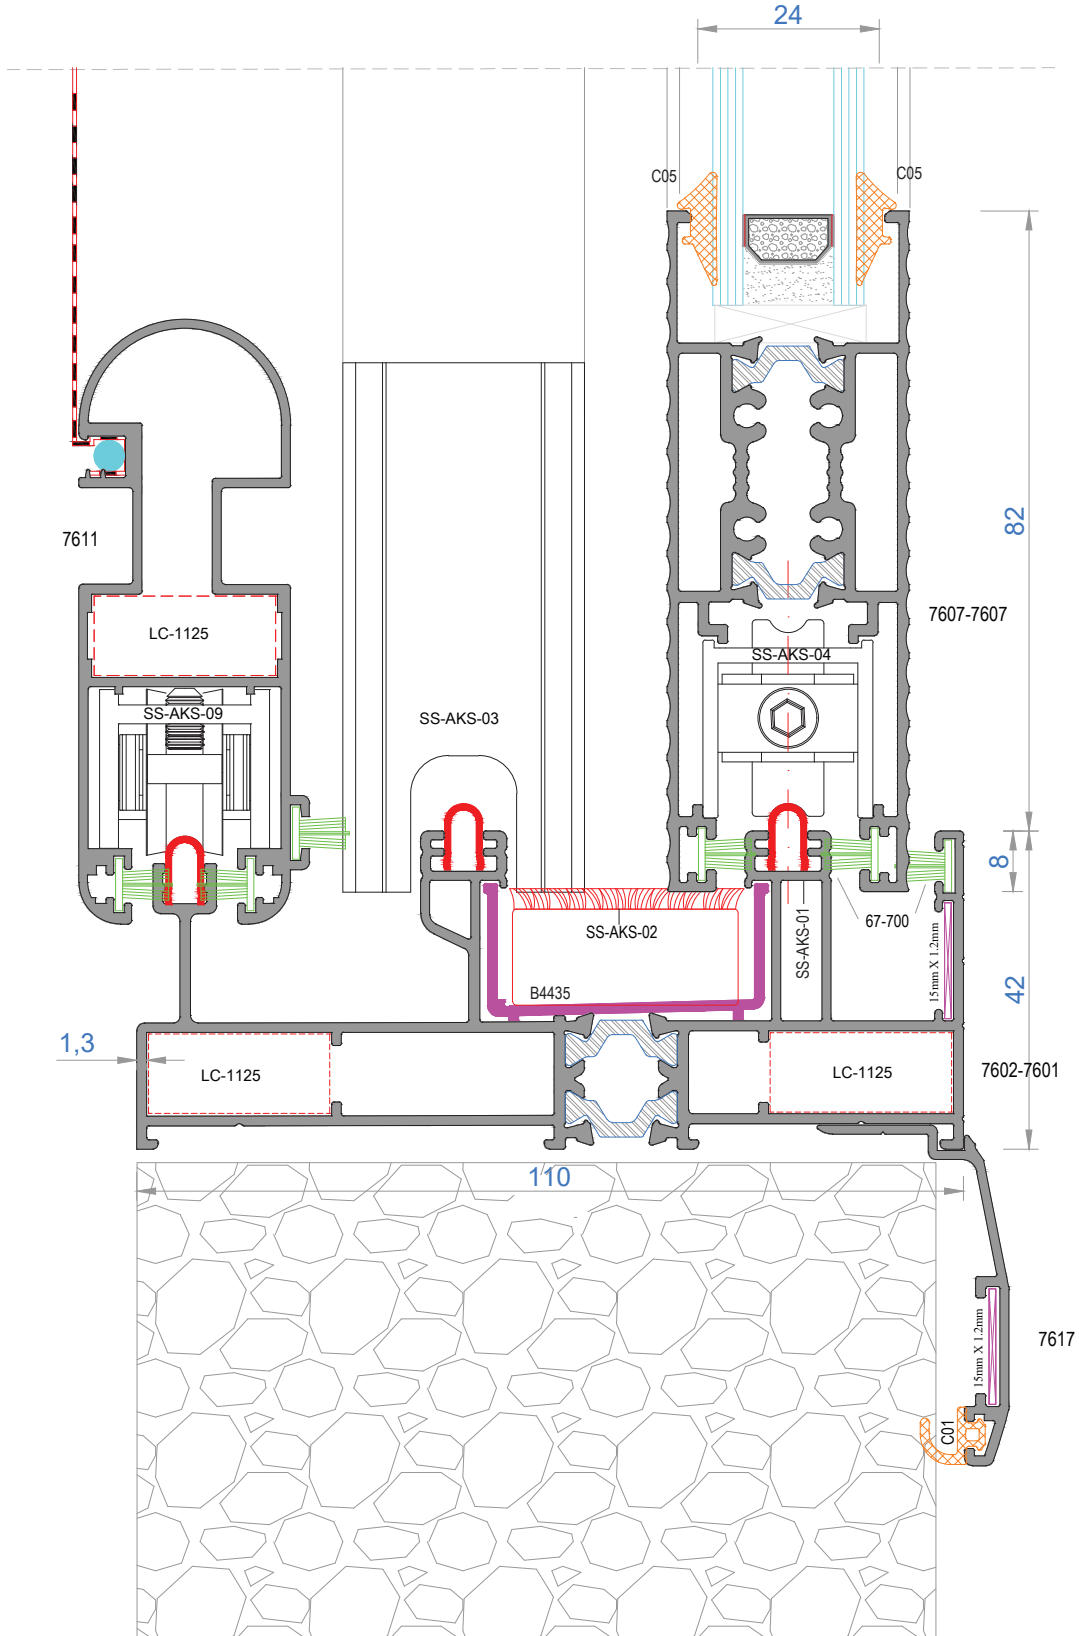 24
C05
C05
82
7611
7607-7607
LC-1125
SS-AKS-04
SS-AKS-09
SS-AKS-03
8
67-700
SS-AKS-02
SS-AKS-01
15mm X 1.2mm
B4435
42
1,3
LC-1125
LC-1125
7602-7601
110
15mm X 1.2mm
7617
C01